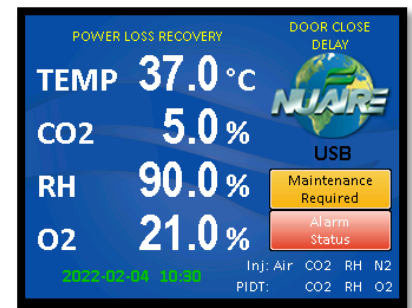 POWER LOSS RECOVERY
DOOR CLOSE
DELAY
TEMP 37.0 °C
NUAIRE
CO2 5.0 %
USB
RH 90.0 %
Maintenance
Required
O2 21.0 %
Alarm
Status
2022-02-04 10:30
Inj: Air CO2 RH N2
PIDT: CO2 RH O2